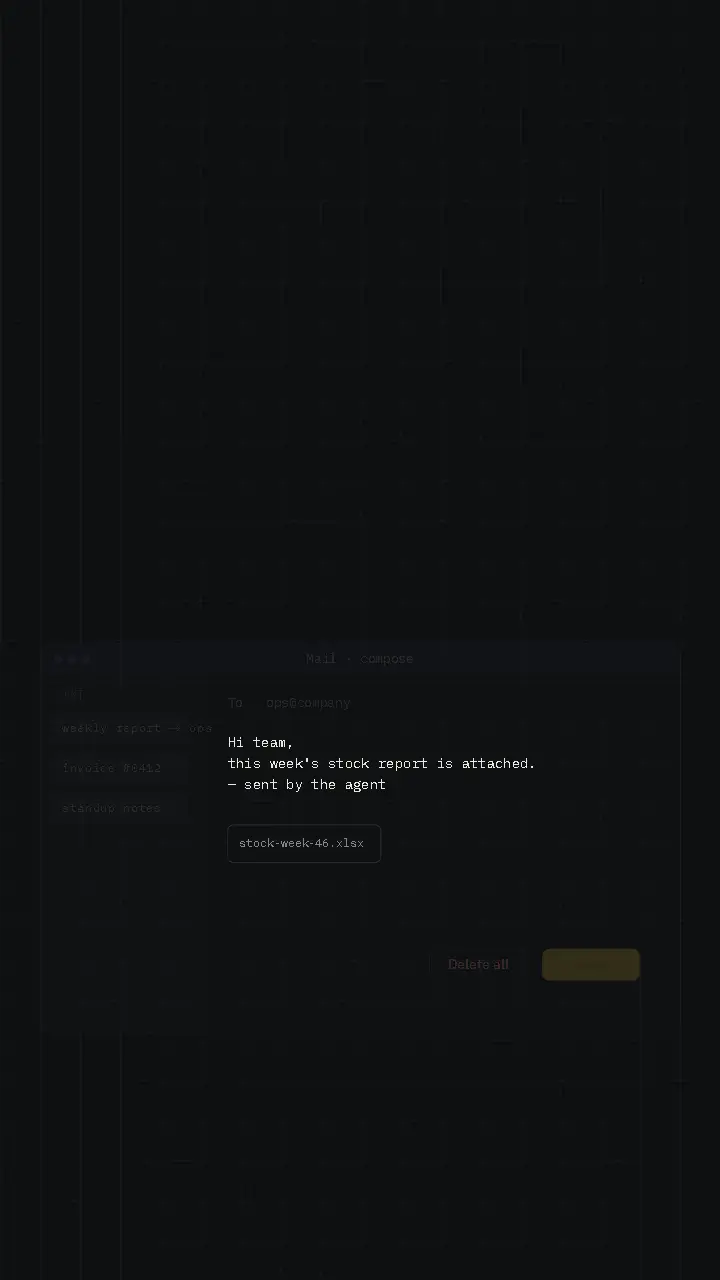 Mail · compose
To ops@company
weekly report → ops
invoice #6412
standup notes
Hi team,
this week's stock report is attached.
— sent by the agent
stock-week-46.xlsx
Delete all